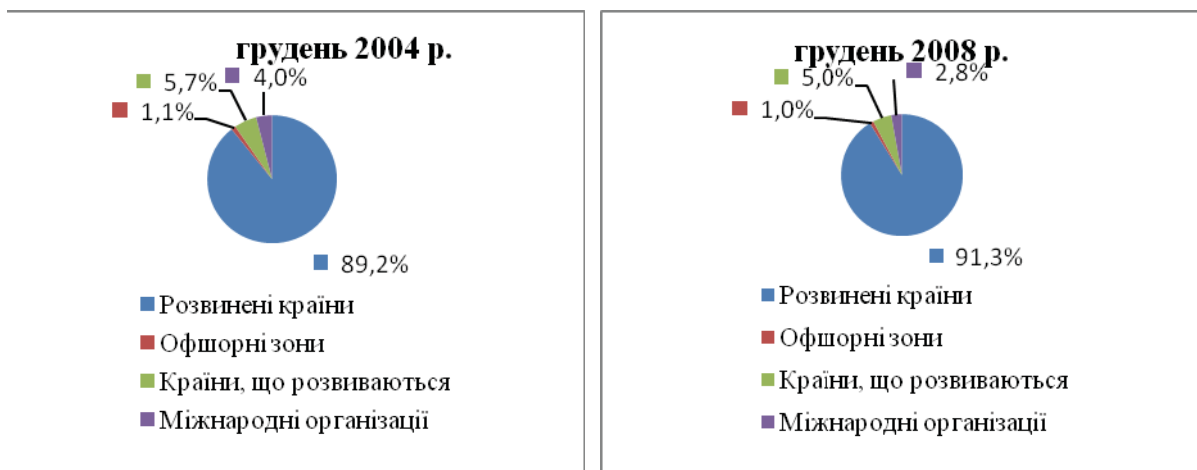 грудень 2004 р.
5,7%
4,0%
1,1%
89,2%
Розвинені країни
Офшорні зони
Країни, що розвиваються
Міжнародні організації
грудень 2008 р.
5,0%
2,8%
1,0%
91,3%
Розвинені країни
Офшорні зони
Країни, що розвиваються
Міжнародні організації